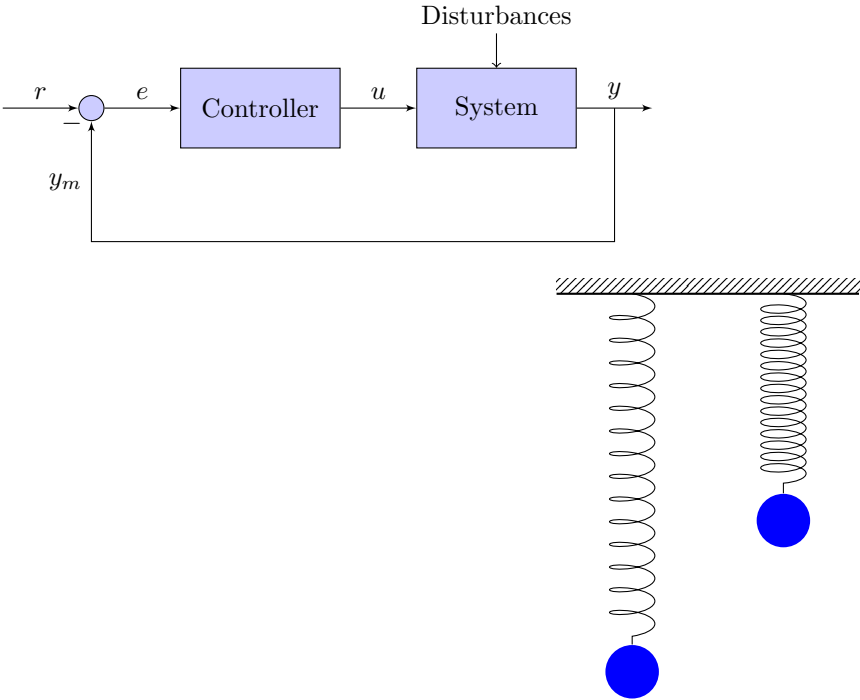 Disturbances
r
e
Controller
u
System
y
−
y_m